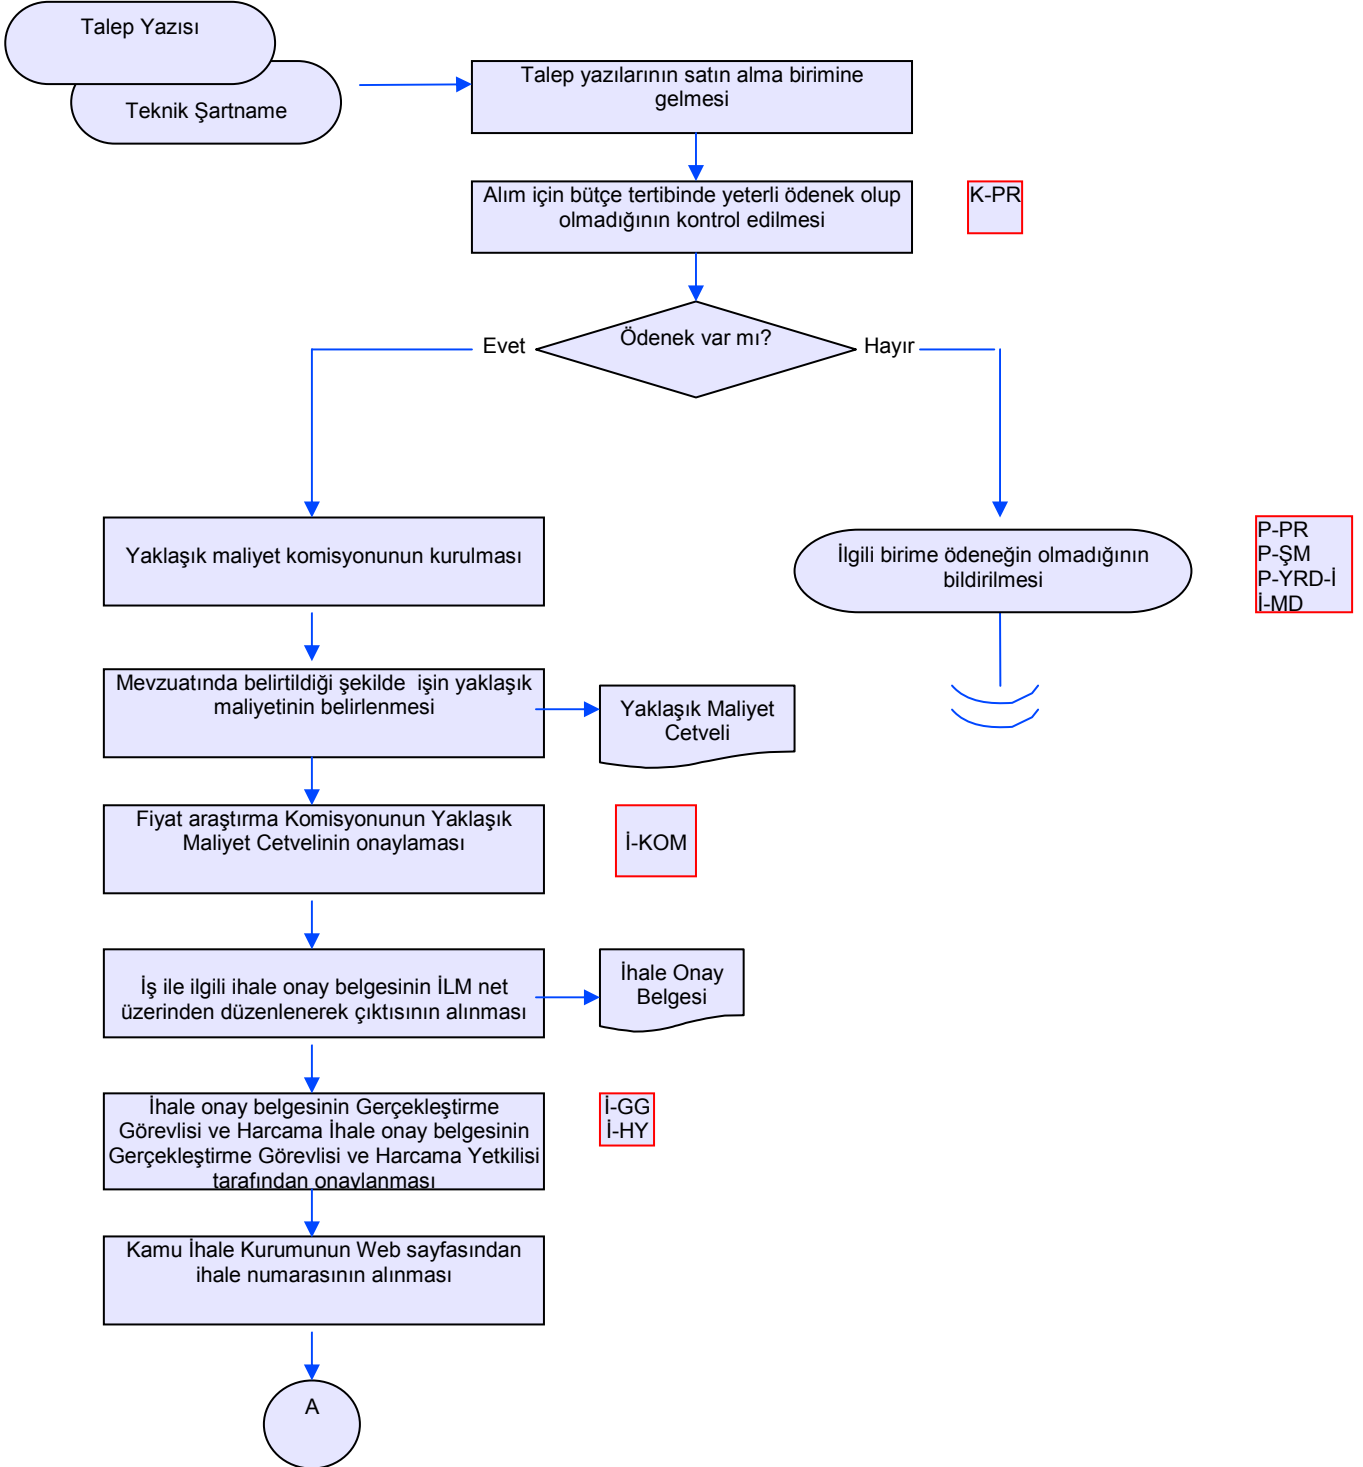 Talep Yazısı
Teknik Şartname
Talep yazılarının satın alma birimine
gelmesi
Alım için bütçe tertibinde yeterli ödenek olup
olmadığının kontrol edilmesi
K-PR
Ödenek var mı?
Evet
Hayır
Yaklaşık maliyet komisyonunun kurulması
İlgili birime ödeneğin olmadığının
bildirilmesi
P-PR
P-ŞM
P-YRD-İ
İ-MD
Mevzuatında belirtildiği şekilde işin yaklaşık
maliyetinin belirlenmesi
Yaklaşık Maliyet
Cetveli
Fiyat araştırma Komisyonunun Yaklaşık
Maliyet Cetvelinin onaylaması
İ-KOM
İş ile ilgili ihale onay belgesinin İLM net
üzerinden düzenlenerek çıktısının alınması
İhale Onay
Belgesi
İhale onay belgesinin Gerçekleştirme
Görevlisi ve Harcama İhale onay belgesinin
Gerçekleştirme Görevlisi ve Harcama Yetkilisi
tarafından onaylanması
İ-GG
İ-HY
Kamu İhale Kurumunun Web sayfasından
ihale numarasının alınması
A